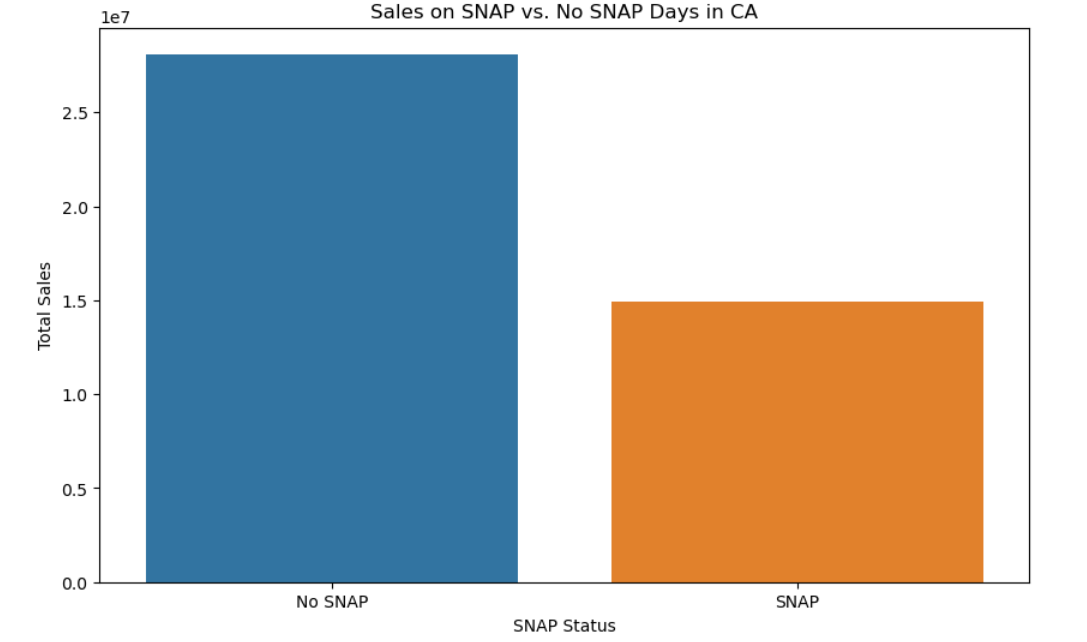 Sales on SNAP vs. No SNAP Days in CA
1e7
2.5
2.0
1.5
1.0
0.5
0.0
Total Sales
No SNAP SNAP
SNAP Status